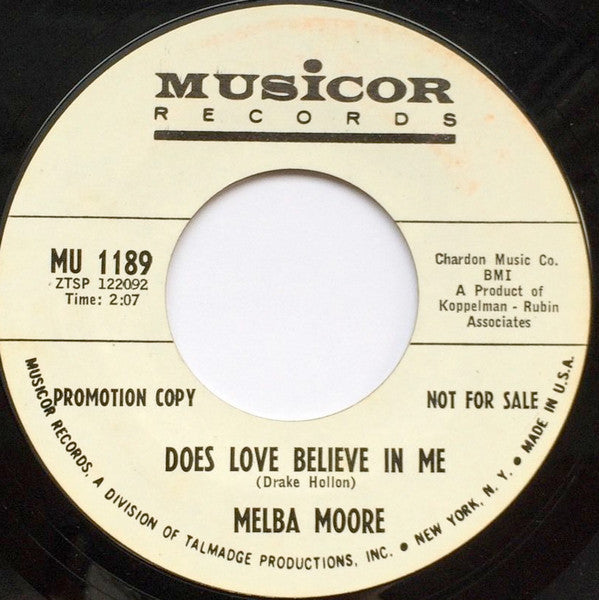 MUSICOR
RECORDS
MU 1189
ZTSP 122092
Time: 2:07
Chardon Music Co.
BMI
A Product of
Koppelman - Rubin
Associates
PROMOTION COPY
NOT FOR SALE
DOES LOVE BELIEVE IN ME
(Drake Hollon)
MELBA MOORE
MUSICOR RECORDS, A DIVISION OF TALMADGE PRODUCTIONS, INC. • NEW YORK, N. Y. • MADE IN U.S.A.